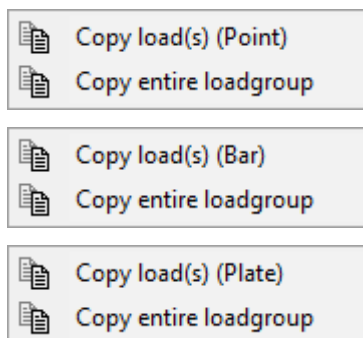 Copy load(s) (Point)
Copy entire loadgroup
Copy load(s) (Bar)
Copy entire loadgroup
Copy load(s) (Plate)
Copy entire loadgroup